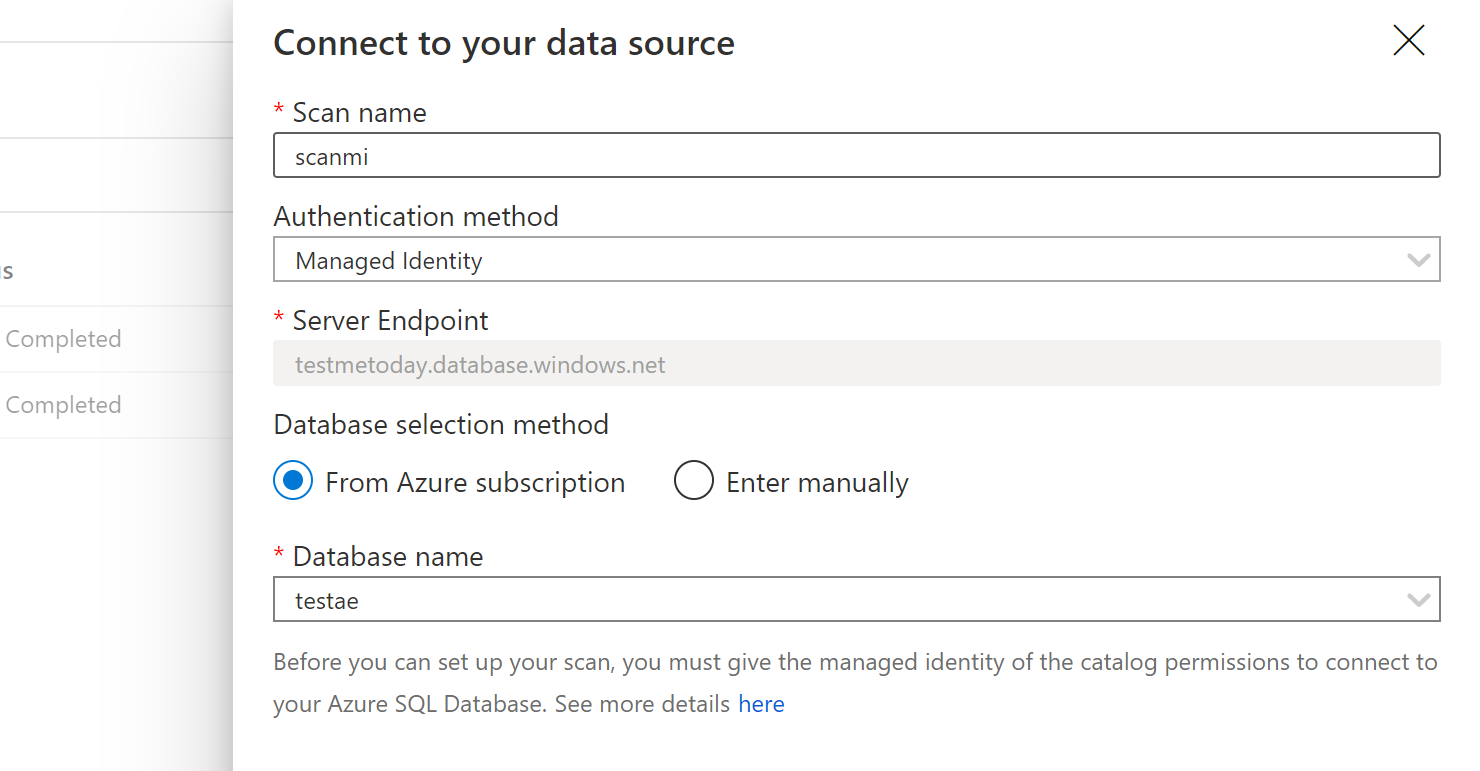 Connect to your data source
* Scan name
scanmi
Authentication method
Managed Identity
* Server Endpoint
testmetoday.database.windows.net
Database selection method
From Azure subscription Enter manually
* Database name
testae
Before you can set up your scan, you must give the managed identity of the catalog permissions to connect to
your Azure SQL Database. See more details here
Completed
Completed